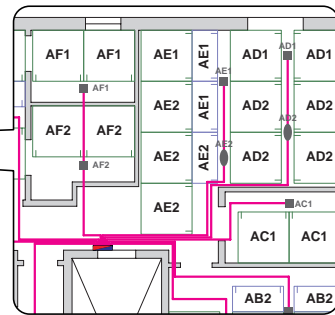 AF1 AF1 AE1 AE1 AD1 AD1
AF1 AE1
AE2 AE1 AD2 AD2
AF2 AF2 AD2
AF2 AE2 AE2 AE2 AD2 AD2
AE2 AC1
AC1 AC1
AB2 AB2